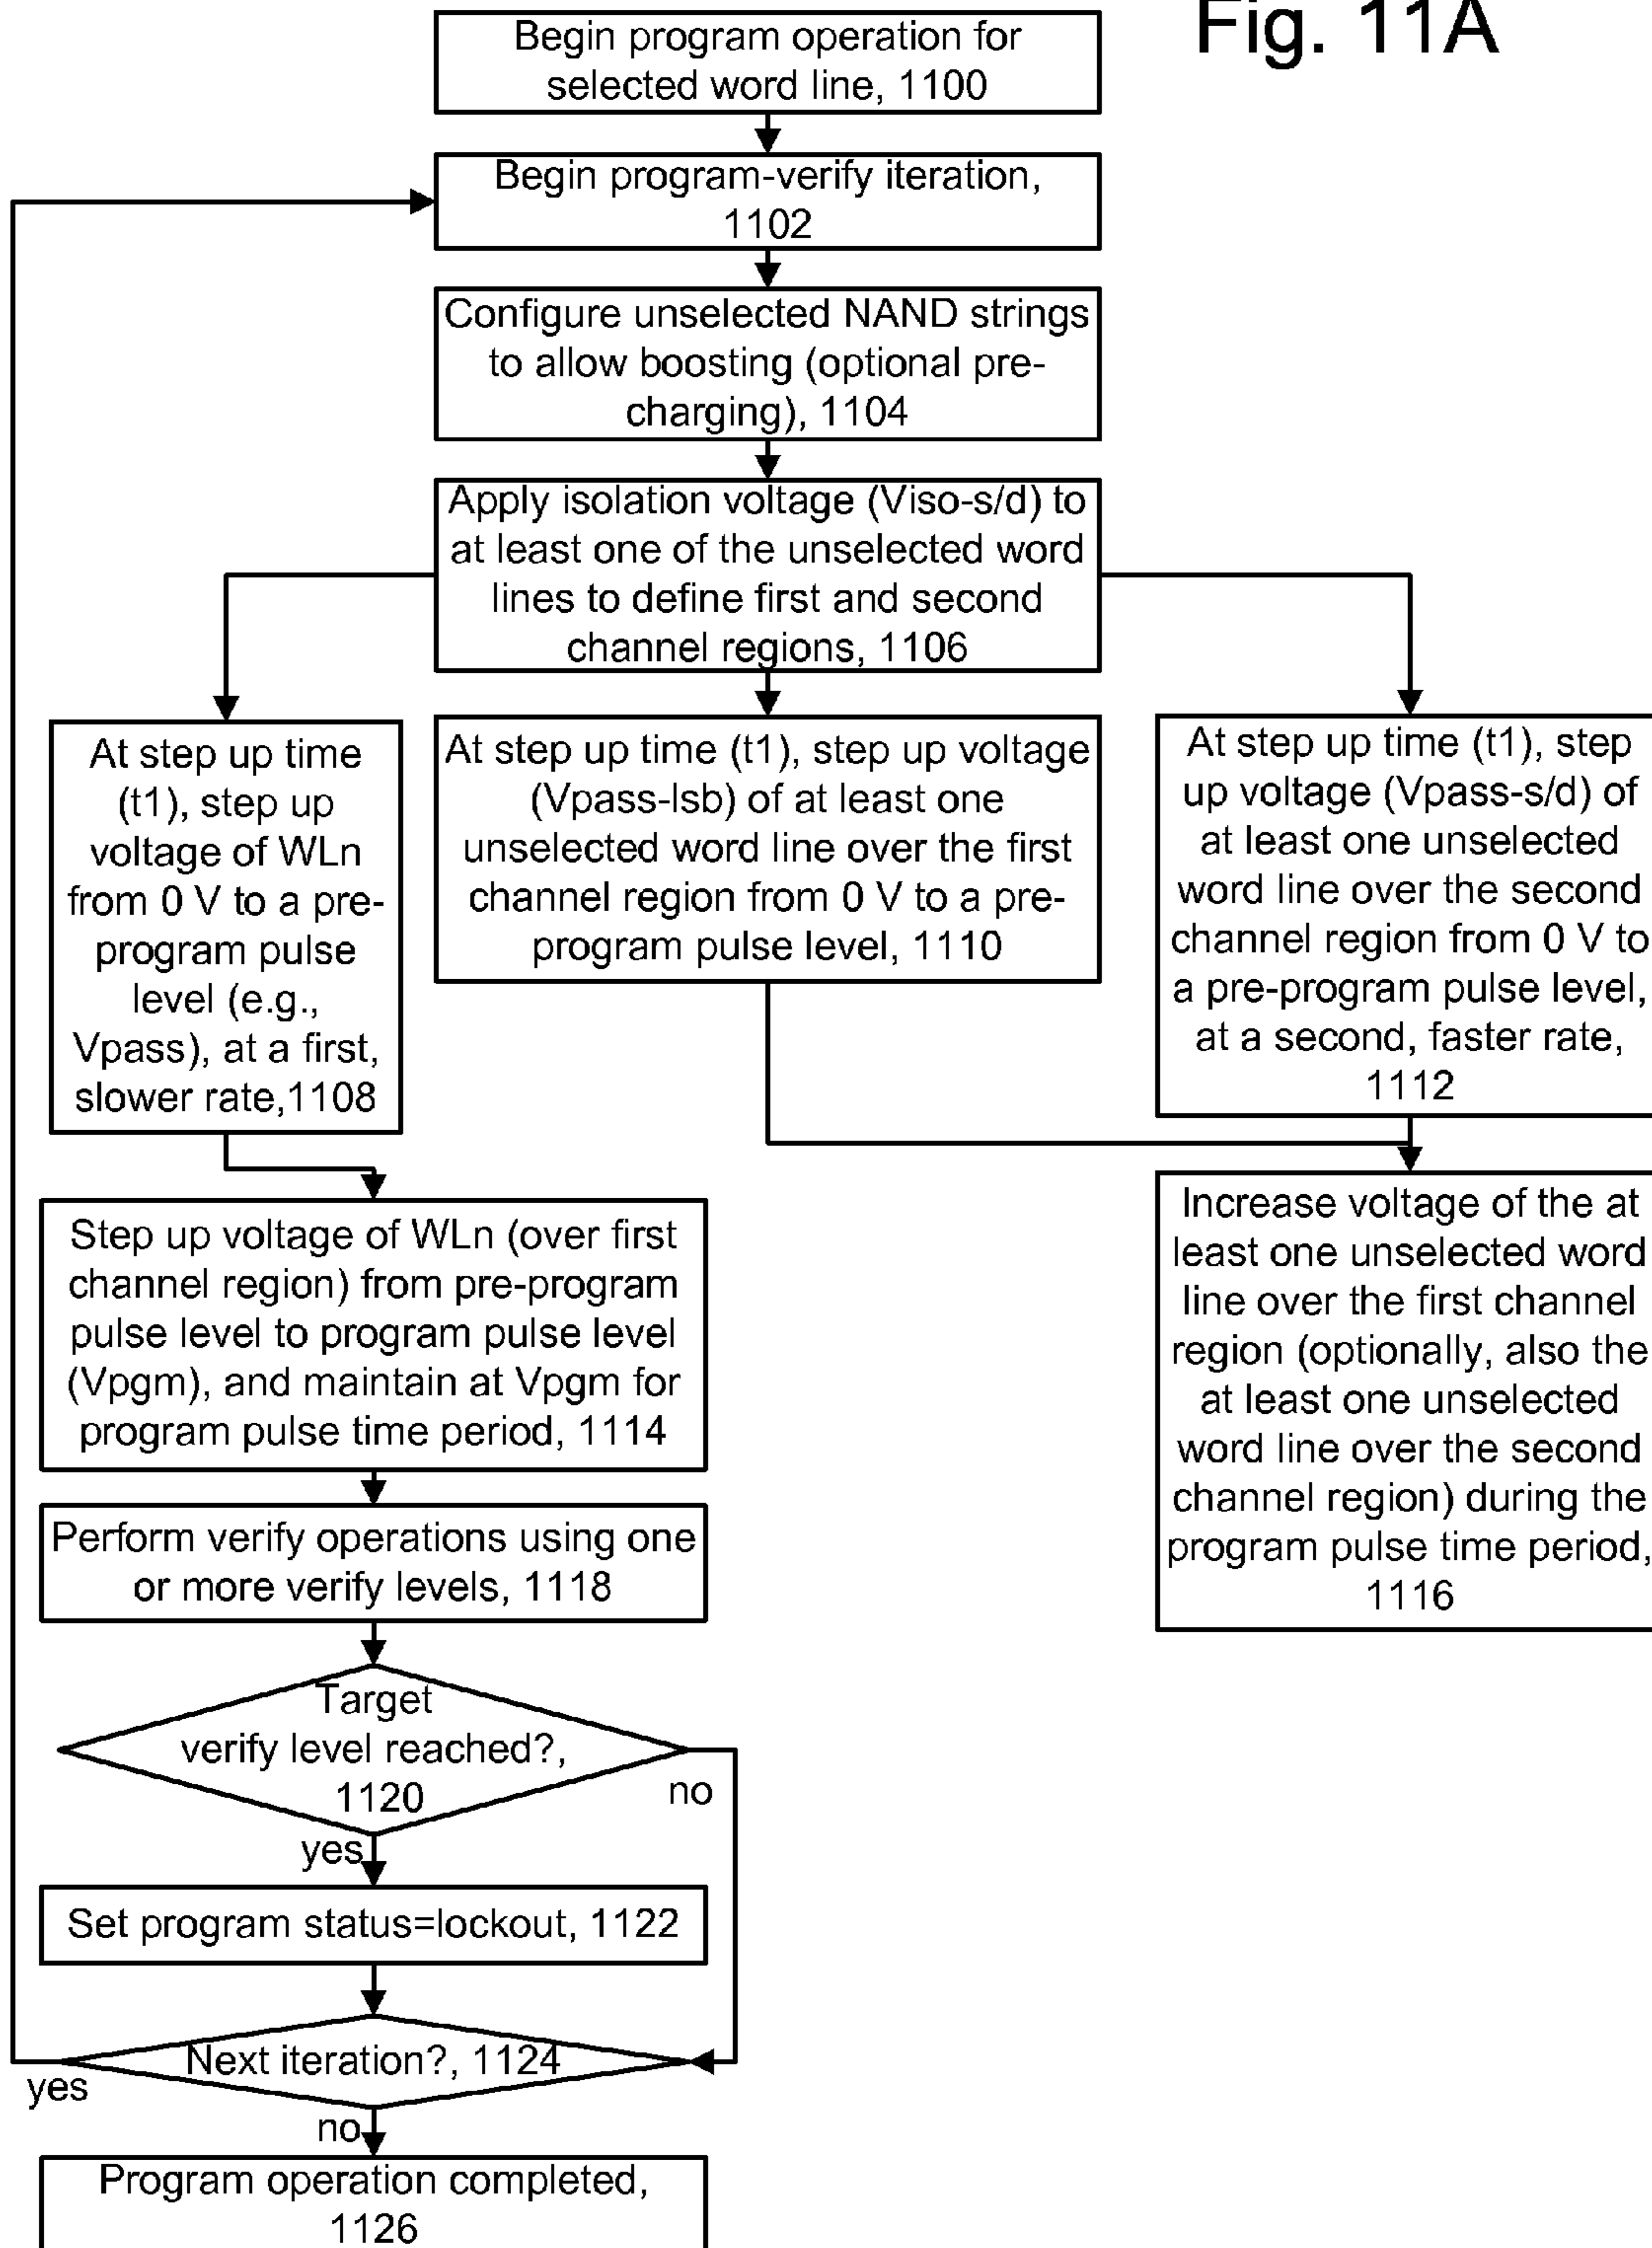 Fig. 11A
Begin program operation for
selected word line, 1100
Begin program-verify iteration,
1102
Configure unselected NAND strings
to allow boosting (optional pre-
charging), 1104
Apply isolation voltage (Viso-s/d) to
at least one of the unselected word
lines to define first and second
channel regions, 1106
At step up time
(t1), step up
voltage of WLn
from 0 V to a pre-
program pulse
level (e.g.,
Vpass), at a first,
slower rate,1108
At step up time (t1), step up voltage
(Vpass-lsb) of at least one
unselected word line over the first
channel region from 0 V to a pre-
program pulse level, 1110
At step up time (t1), step
up voltage (Vpass-s/d) of
at least one unselected
word line over the second
channel region from 0 V to
a pre-program pulse level,
at a second, faster rate,
1112
Step up voltage of WLn (over first
channel region) from pre-program
pulse level to program pulse level
(Vpgm), and maintain at Vpgm for
program pulse time period, 1114
Increase voltage of the at
least one unselected word
line over the first channel
region (optionally, also the
at least one unselected
word line over the second
channel region) during the
program pulse time period,
1116
Perform verify operations using one
or more verify levels, 1118
Target
verify level reached?,
1120
no
yes
Set program status=lockout, 1122
Next iteration?, 1124
yes
no
Program operation completed,
1126